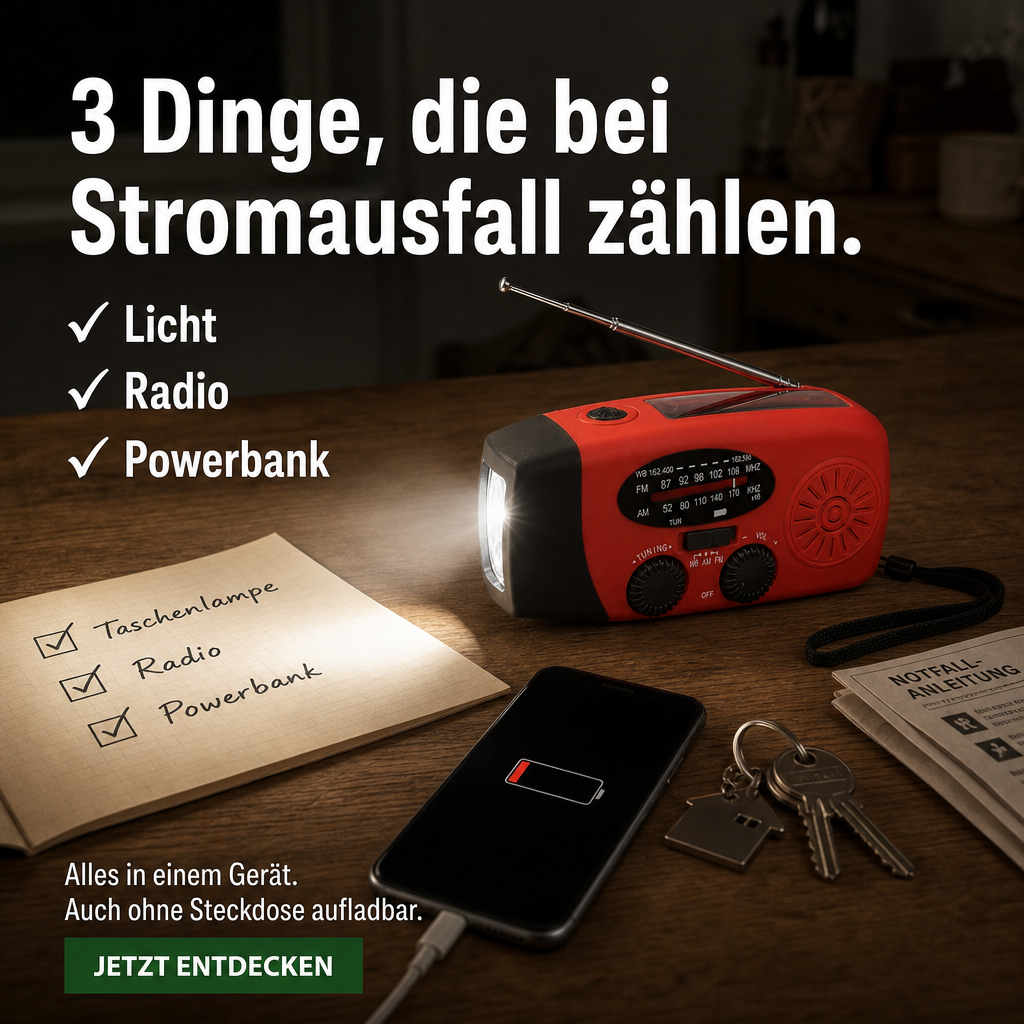 3 Dinge, die bei
Stromausfall zählen.
✓ Licht
✓ Radio
✓ Powerbank
WB 162.400 162.550
FM 87 92 98 102 108 MHZ
AM 52 80 110 140 170 KHZ
TUN
TUNING
VOL
WB AM FM
OFF
Taschenlampe
Radio
Powerbank
NOTFALL-
ANLEITUNG
Alles in einem Gerät.
Auch ohne Steckdose aufladbar.
JETZT ENTDECKEN